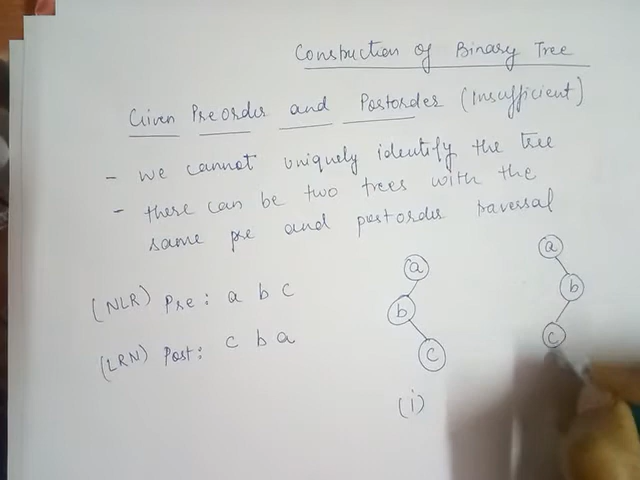 Construction of Binary Tree
Given Preorder and Postorder (Insufficient)
- we cannot uniquely identify the tree
- there can be two trees with the
same pre and postorder traversal
(NLR) Pre: a b c
(LRN) Post: c b a
a
b
c
(i)
a
b
c